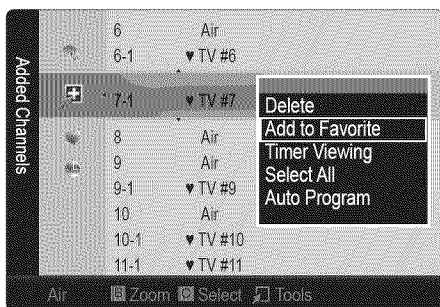 Added Channels
6 Air
6-1 ♥ TV #6
7-1 ♥ TV #7
8 Air
9 Air
9-1 ♥ TV #9
10 Air
10-1 ♥ TV #10
11-1 ♥ TV #11
Delete
Add to Favorite
Timer Viewing
Select All
Auto Program
Air B Zoom C Select Tools